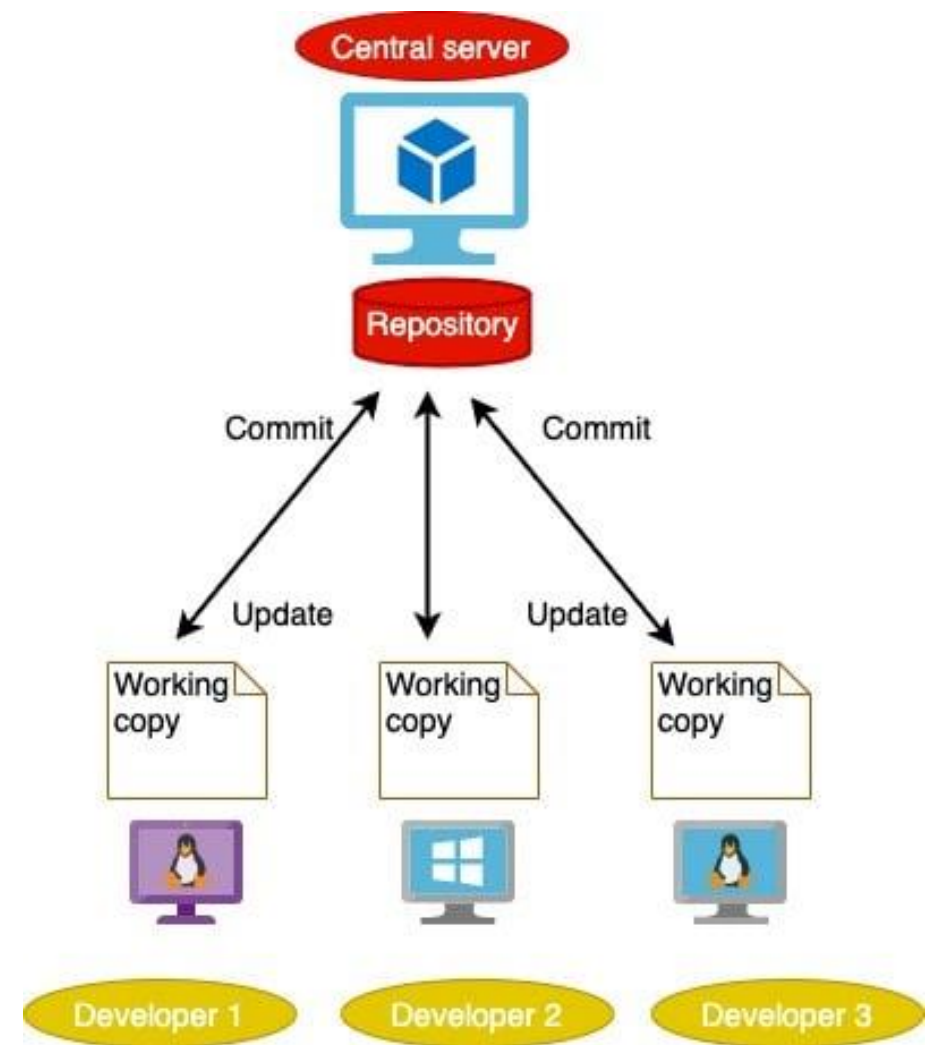 Central server
Repository
Commit
Commit
Update
Update
Working
copy
Working
copy
Working
copy
Developer 1
Developer 2
Developer 3